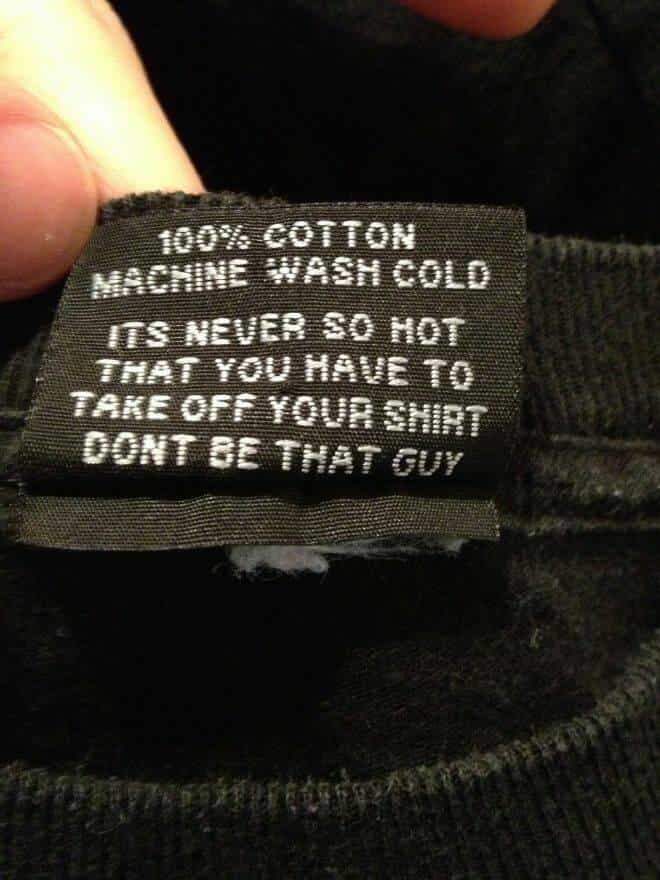 100% COTTON
MACHINE WASH COLD
ITS NEVER SO HOT
THAT YOU HAVE TO
TAKE OFF YOUR SHIRT
DONT BE THAT GUY